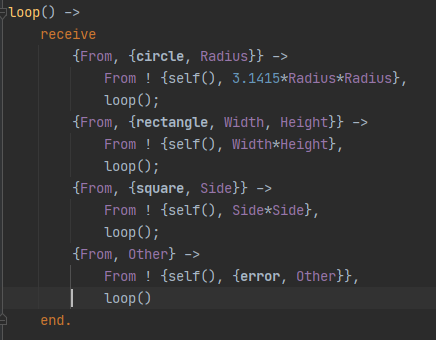 loop() ->
    receive
        {From, {circle, Radius}} ->
            From ! {self(), 3.1415*Radius*Radius},
            loop();
        {From, {rectangle, Width, Height}} ->
            From ! {self(), Width*Height},
            loop();
        {From, {square, Side}} ->
            From ! {self(), Side*Side},
            loop();
        {From, Other} ->
            From ! {self(), {error, Other}},
            loop()
    end.